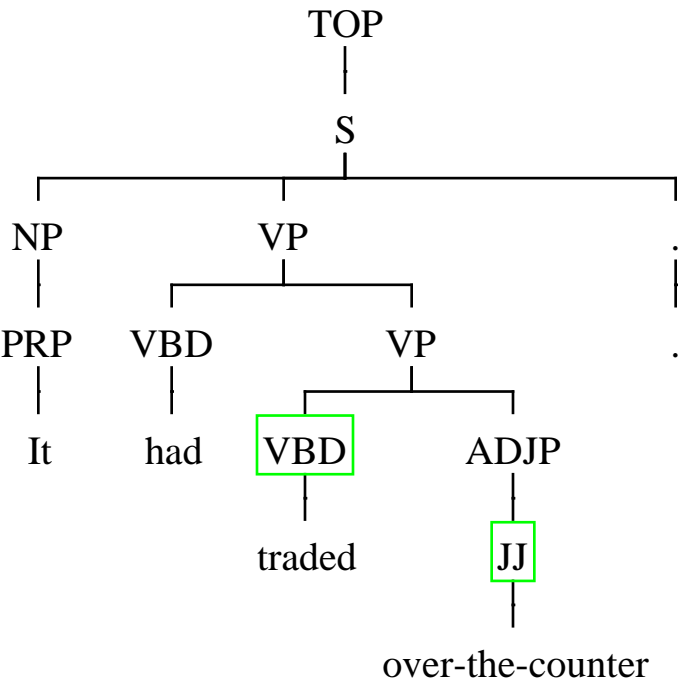 TOP
S
NP VP .
PRP VBD VP .
It had VBD ADJP
traded JJ
over-the-counter